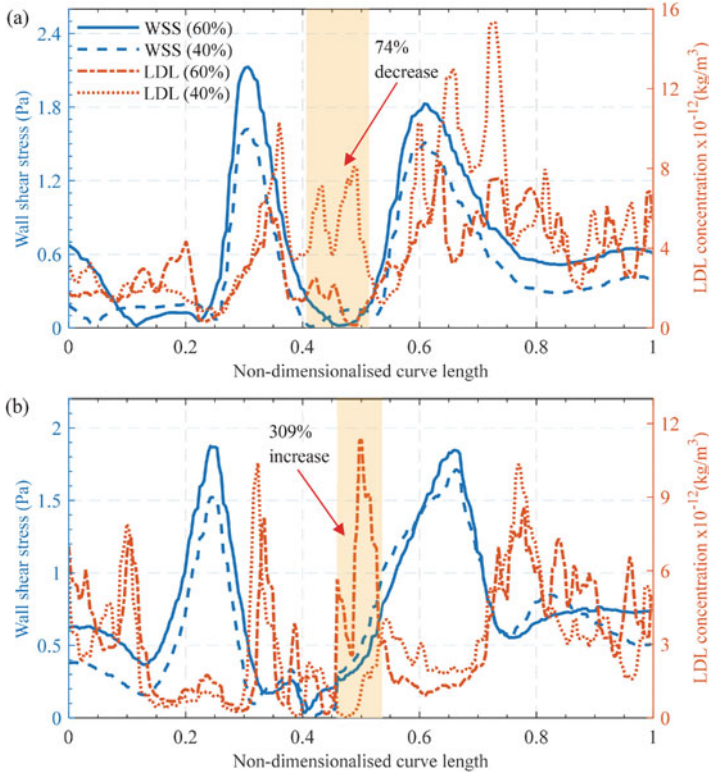 (a)
2.4
1.8
1.2
0.6
0
Wall shear stress (Pa)
WSS (60%)
WSS (40%)
LDL (60%)
LDL (40%)
74%
decrease
16
12
8
4
0
LDL concentration x10-12(kg/m3)
0 0.2 0.4 0.6 0.8 1
Non-dimensionalised curve length
(b)
2
1.5
1
0.5
0
Wall shear stress (Pa)
309%
increase
12
9
6
3
0
LDL concentration x10-12(kg/m3)
0 0.2 0.4 0.6 0.8 1
Non-dimensionalised curve length